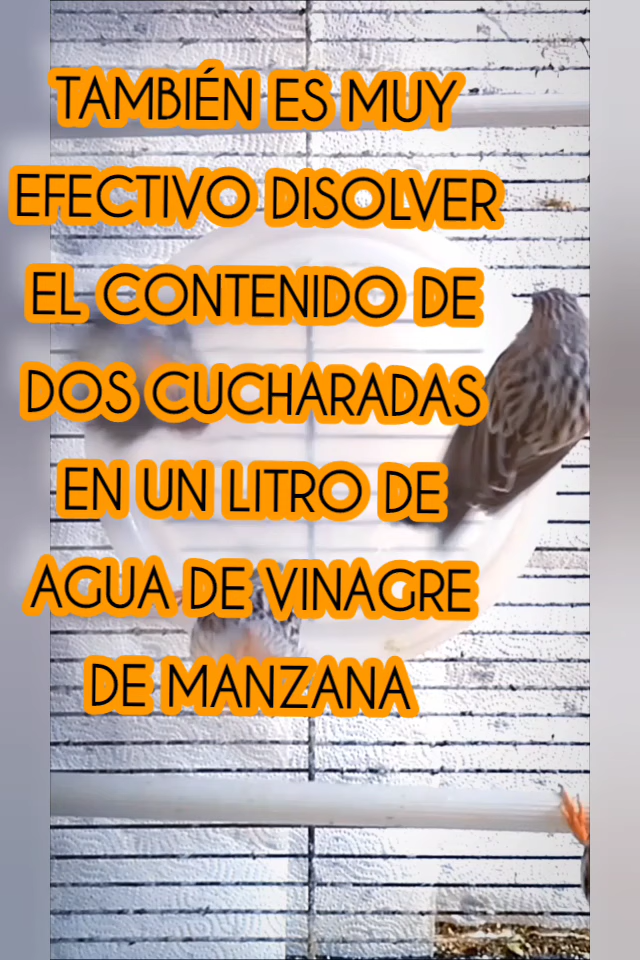 TAMBIÉN ES MUY
EFECTIVO DISOLVER
EL CONTENIDO DE
DOS CUCHARADAS
EN UN LITRO DE
AGUA DE VINAGRE
DE MANZANA